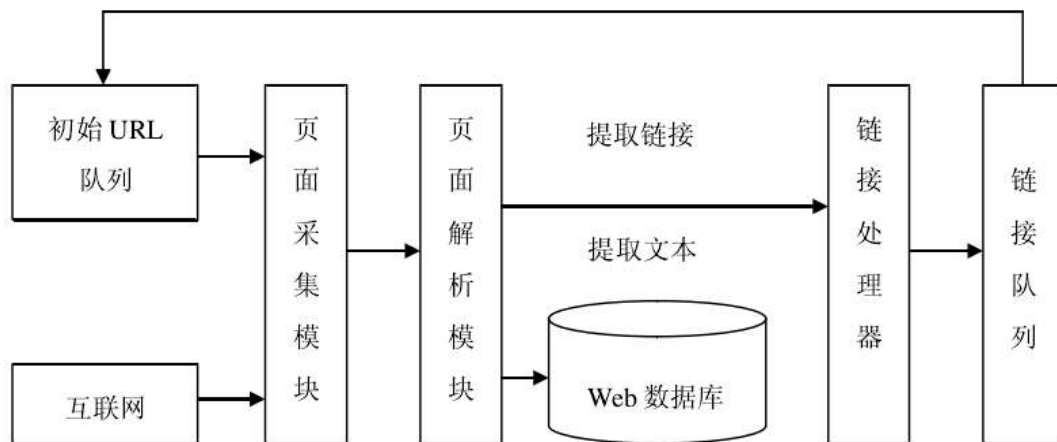 初始 URL
队列
互联网
页面采集模块
页面解析模块
提取链接
提取文本
Web 数据库
链接处理器
链接队列